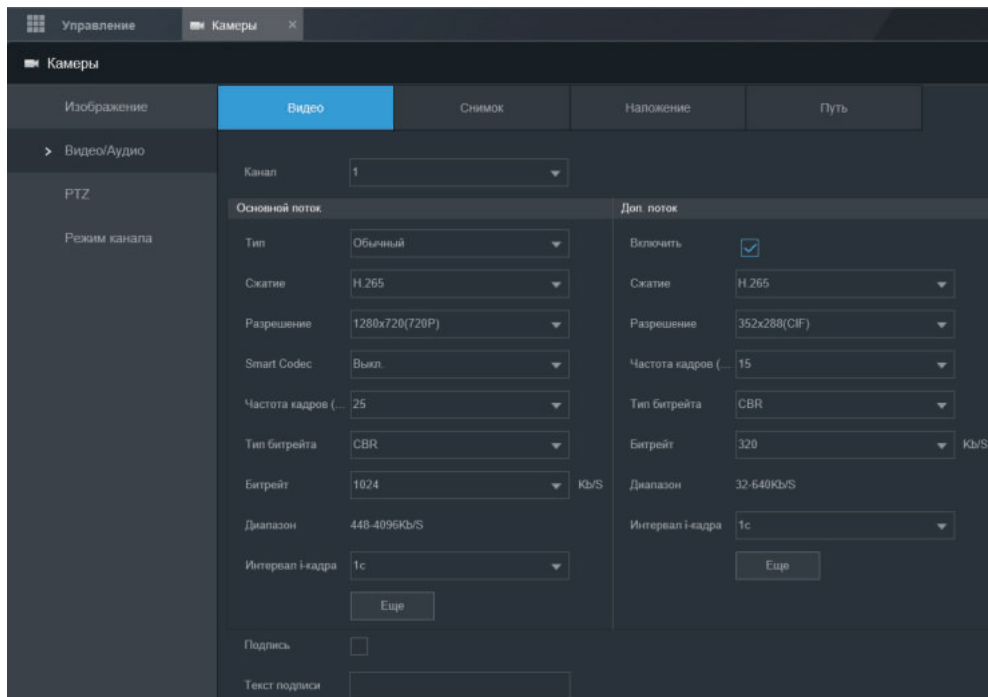 Управление
Камеры ×
Камеры
Изображение
Видео/Аудио
PTZ
Режим канала
Видео Снимок Наложение Путь
Канал 1
Основной поток
Тип Обычный
Сжатие H.265
Разрешение 1280x720(720P)
Smart Codec Выкл.
Частота кадров (... 25
Тип битрейта CBR
Битрейт 1024 Kb/S
Диапазон 448-4096Kb/S
Интервал i-кадра 1с
Еще
Доп. поток
Включить
Сжатие H.265
Разрешение 352x288(CIF)
Частота кадров (... 15
Тип битрейта CBR
Битрейт 320 Kb/S
Диапазон 32-640Kb/S
Интервал i-кадра 1с
Еще
Подпись
Текст подписи